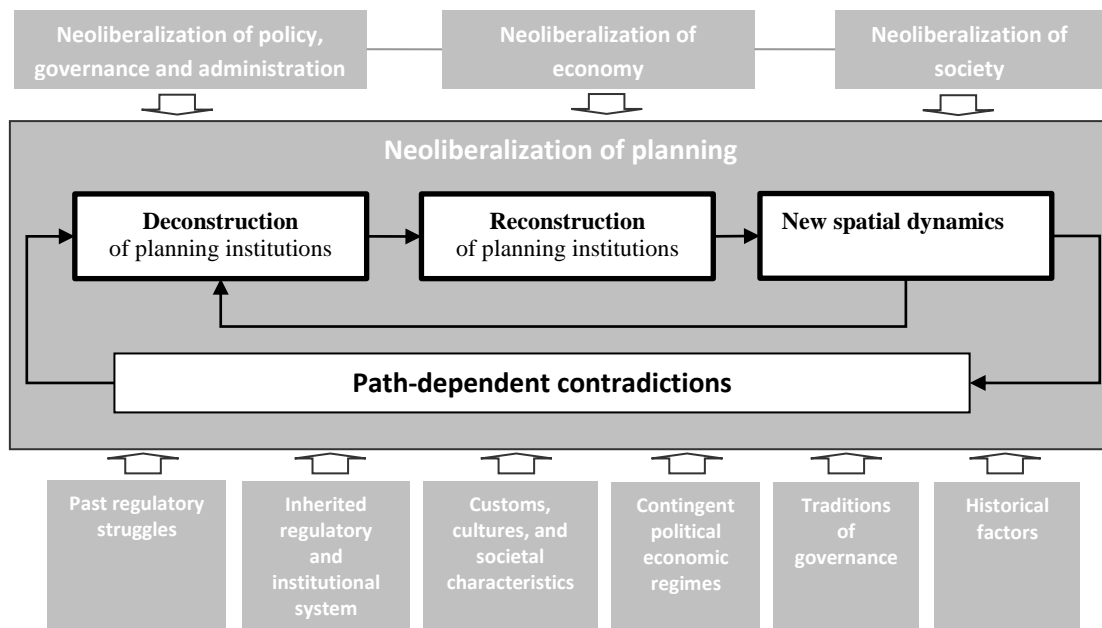 Neoliberalization of policy,
governance and administration
Neoliberalization of
economy
Neoliberalization of
society
Neoliberalization of planning
Deconstruction
of planning institutions
Reconstruction
of planning institutions
New spatial dynamics
Path-dependent contradictions
Past regulatory
struggles
Inherited
regulatory
and
institutional
system
Customs,
cultures, and
societal
characteristics
Contingent
political
economic
regimes
Traditions
of
governance
Historical
factors